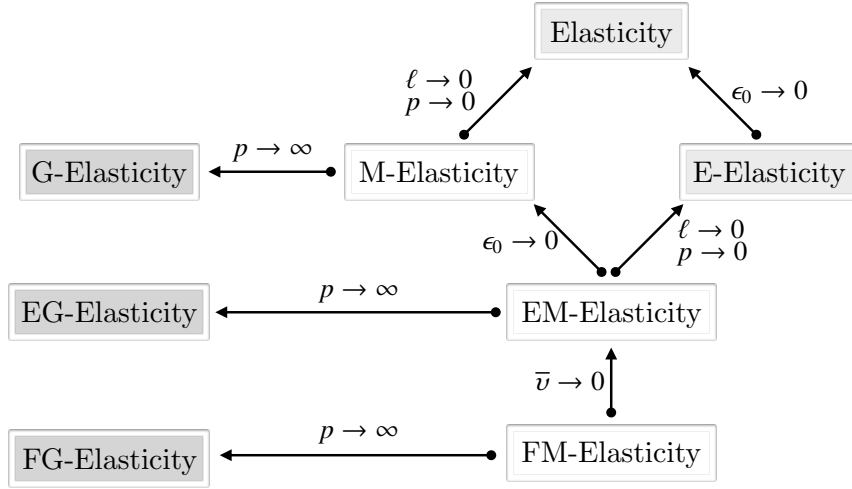 Elasticity
ℓ → 0
p → 0
ϵ₀ → 0
p → ∞
G-Elasticity
M-Elasticity
E-Elasticity
ϵ₀ → 0
ℓ → 0
p → 0
p → ∞
EG-Elasticity
EM-Elasticity
v̅ → 0
p → ∞
FG-Elasticity
FM-Elasticity